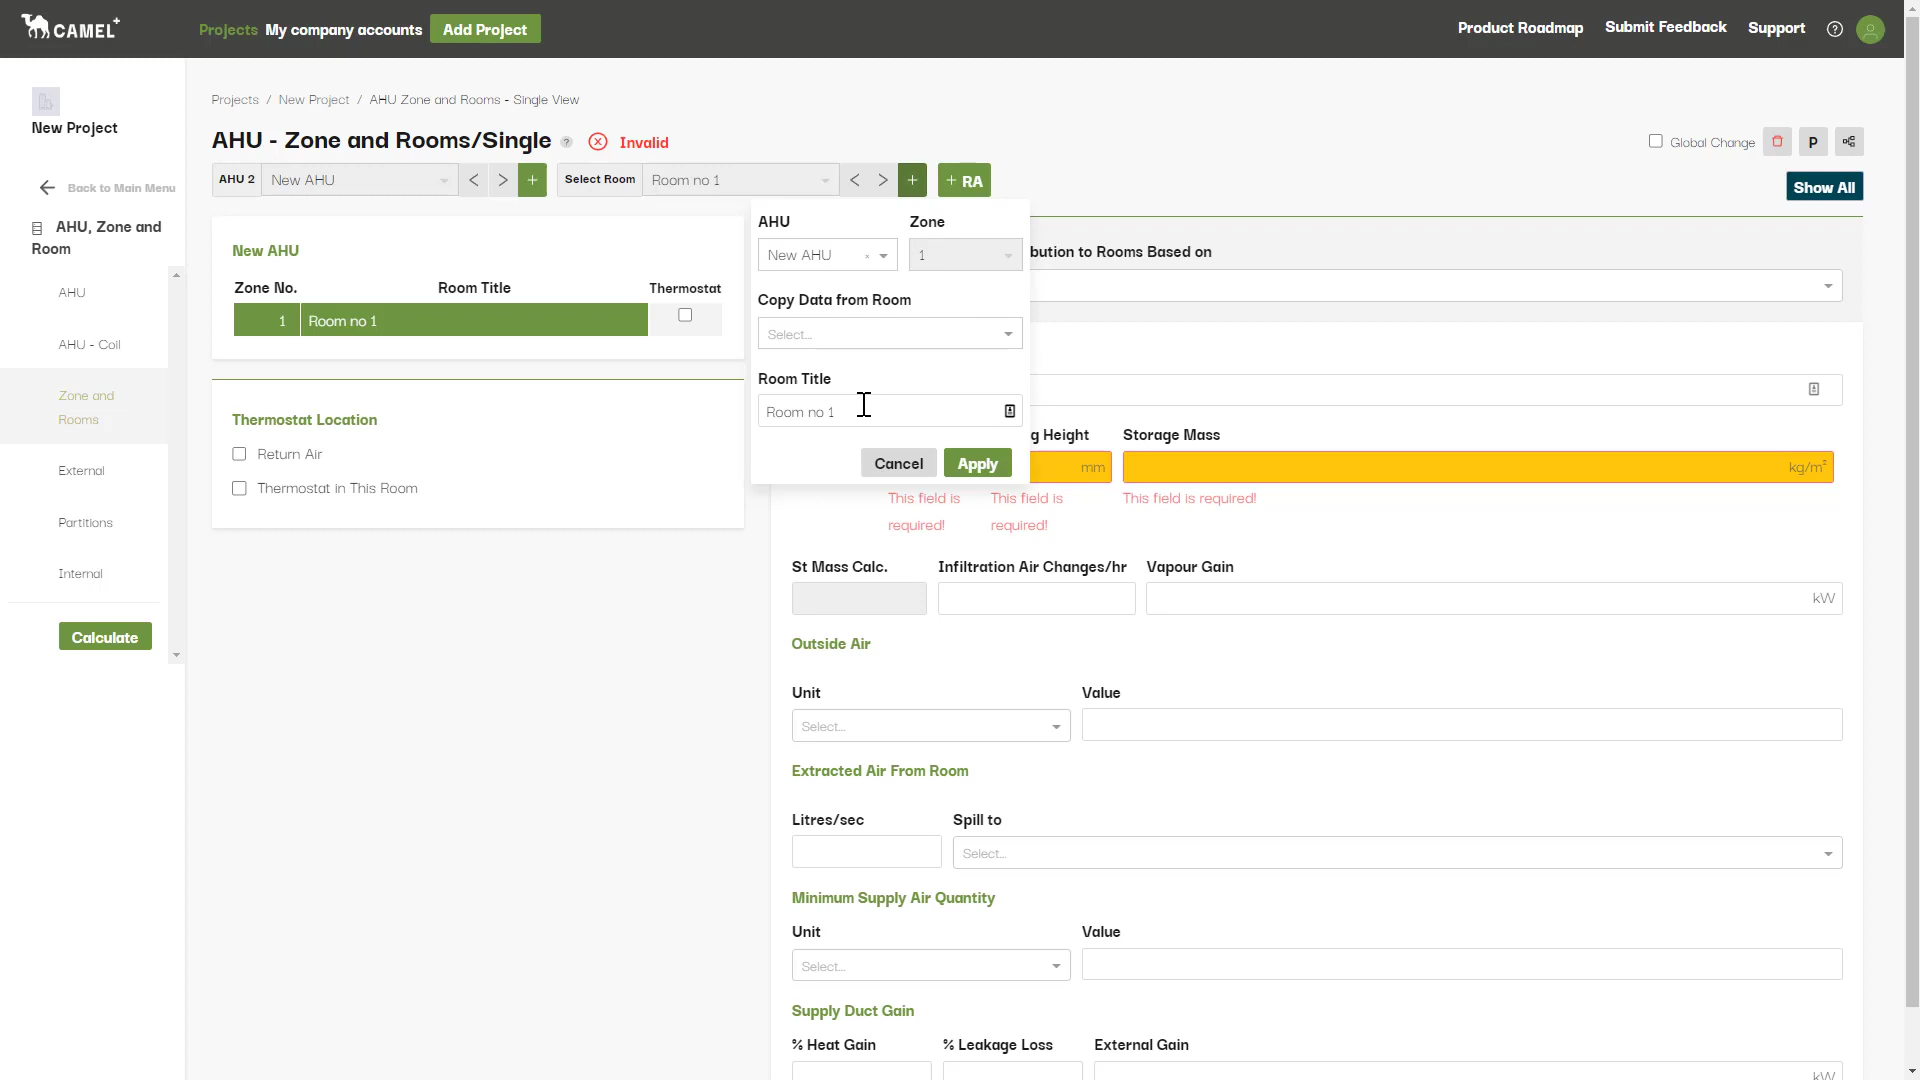 CAMEL+
Projects My company accounts Add Project
Product Roadmap Submit Feedback Support
New Project
Back to Main Menu
AHU, Zone and
Room
AHU
AHU - Coil
Zone and
Rooms
External
Partitions
Internal
Calculate
Projects / New Project / AHU Zone and Rooms - Single View
AHU - Zone and Rooms/Single ? Invalid
Global Change P
AHU 2 New AHU < > + Select Room Room no 1 < > + + RA
Show All
New AHU
Zone No. Room Title Thermostat
1 Room no 1
Thermostat Location
Return Air
Thermostat in This Room
AHU Zone
New AHU × 1
Copy Data from Room
Select...
Room Title
Room no 1
Cancel Apply
bution to Rooms Based on
g Height Storage Mass
mm kg/m²
This field is
required!
This field is
required!
This field is required!
St Mass Calc. Infiltration Air Changes/hr Vapour Gain
kW
Outside Air
Unit Value
Select...
Extracted Air From Room
Litres/sec Spill to
Select...
Minimum Supply Air Quantity
Unit Value
Select...
Supply Duct Gain
% Heat Gain % Leakage Loss External Gain
kW